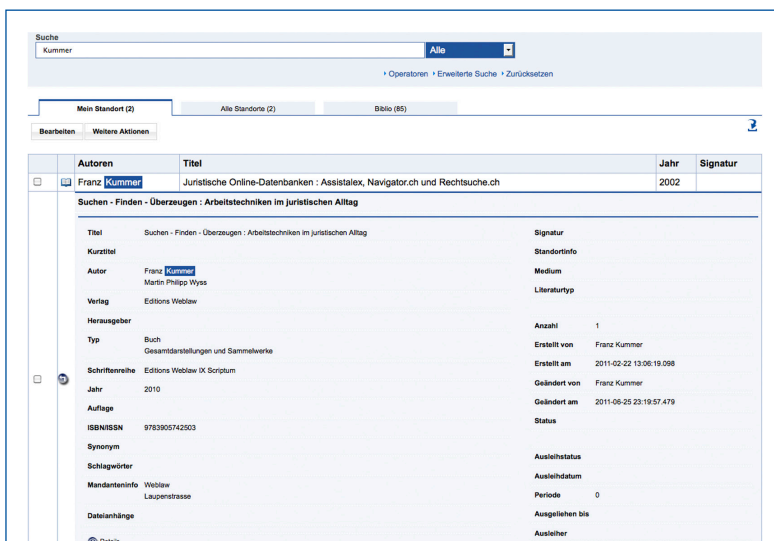 Suche
Kummer Alle
Operatoren Erweiterte Suche Zurücksetzen
Mein Standort (2) Alle Standorte (2) Biblio (85)
Bearbeiten Weitere Aktionen
Autoren Titel Jahr Signatur
Franz Kummer Juristische Online-Datenbanken : Assistalex, Navigator.ch und Rechtsuche.ch 2002
Suchen - Finden - Überzeugen : Arbeitstechniken im juristischen Alltag
Titel Suchen - Finden - Überzeugen : Arbeitstechniken im juristischen Alltag
Kurztitel
Autor Franz Kummer
Martin Philipp Wyss
Verlag Editions Weblaw
Herausgeber
Typ Buch
Gesamtdarstellungen und Sammelwerke
Schriftenreihe Editions Weblaw IX Scriptum
Jahr 2010
Auflage
ISBN/ISSN 9783905742503
Synonym
Schlagwörter
Mandanteninfo Weblaw
Laupenstrasse
Dateianhänge
Details
Signatur
Standortinfo
Medium
Literaturtyp
Anzahl 1
Erstellt von Franz Kummer
Erstellt am 2011-02-22 13:06:19.098
Geändert von Franz Kummer
Geändert am 2011-06-25 23:19:57.479
Status
Ausleihstatus
Ausleihdatum
Periode 0
Ausgeliehen bis
Ausleiher